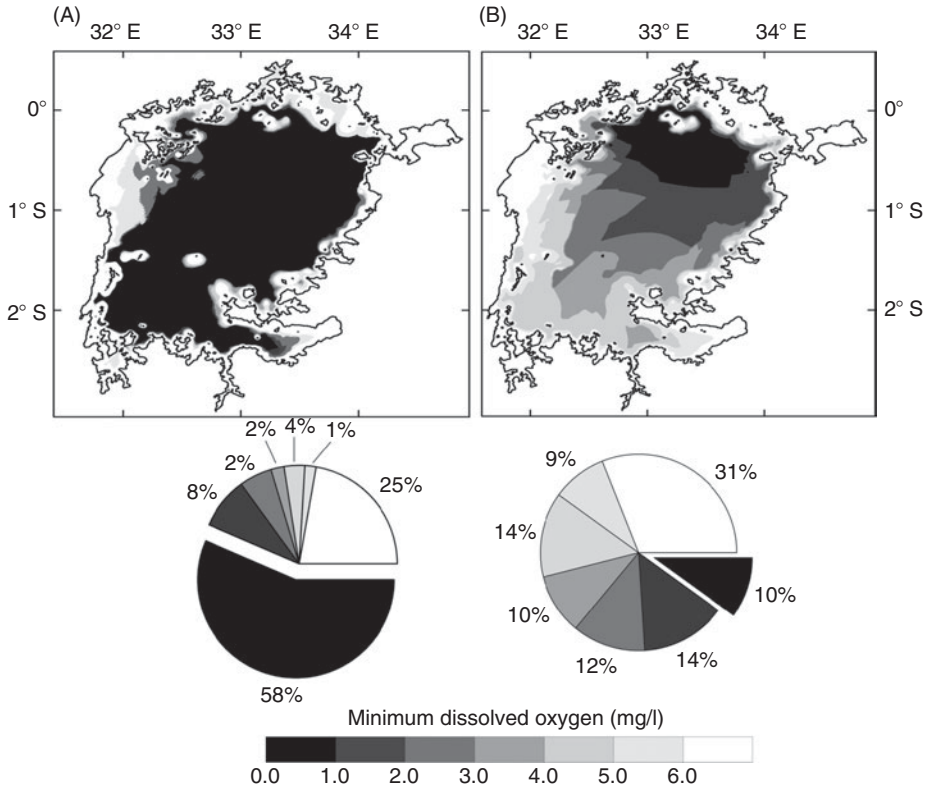 (A)
(B)
32° E 33° E 34° E
32° E 33° E 34° E
0°
0°
1° S
1° S
2° S
2° S
2% 4% 1%
2%
8%
25%
58%
9%
31%
14%
10%
10%
12%
14%
Minimum dissolved oxygen (mg/l)
0.0 1.0 2.0 3.0 4.0 5.0 6.0